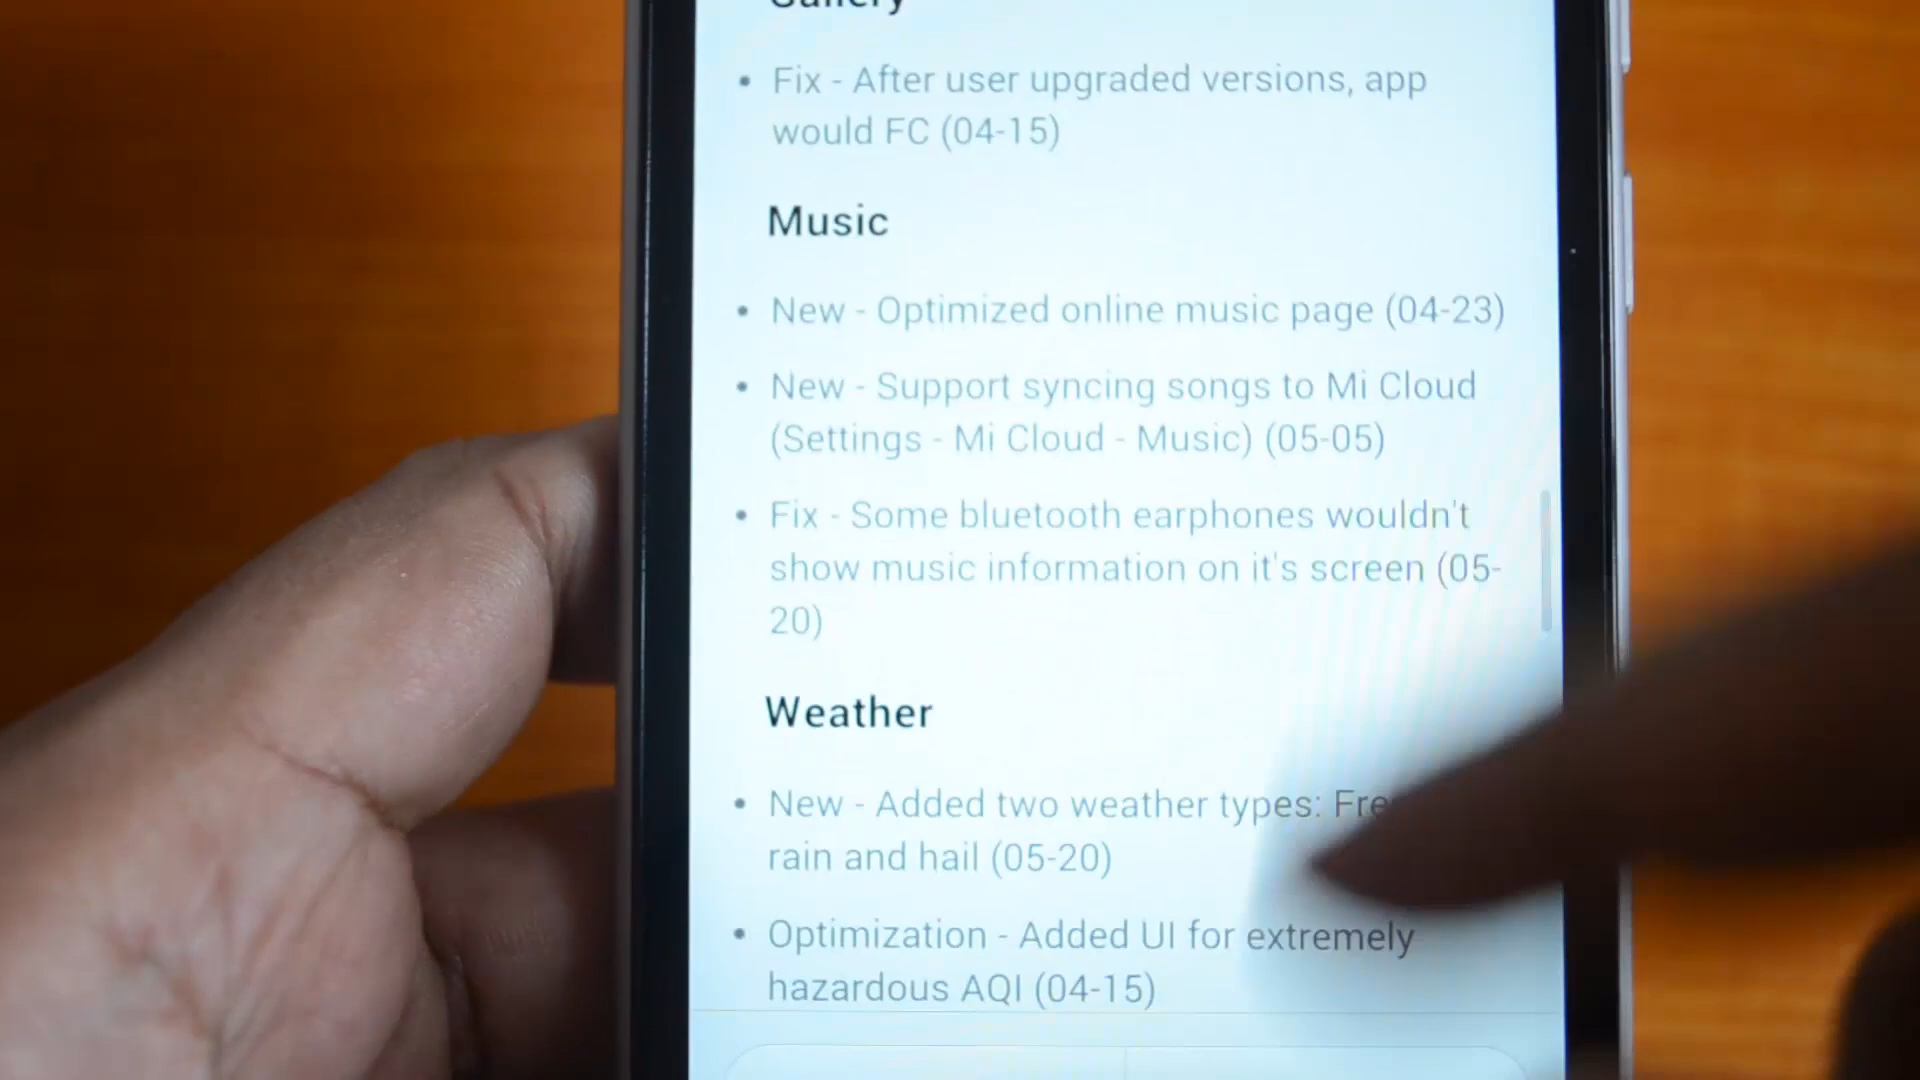 Gallery
• Fix - After user upgraded versions, app
would FC (04-15)
Music
• New - Optimized online music page (04-23)
• New - Support syncing songs to Mi Cloud
(Settings - Mi Cloud - Music) (05-05)
• Fix - Some bluetooth earphones wouldn't
show music information on it's screen (05-
20)
Weather
• New - Added two weather types:
rain and hail (05-20)
• Optimization - Added UI for extremely
hazardous AQI (04-15)